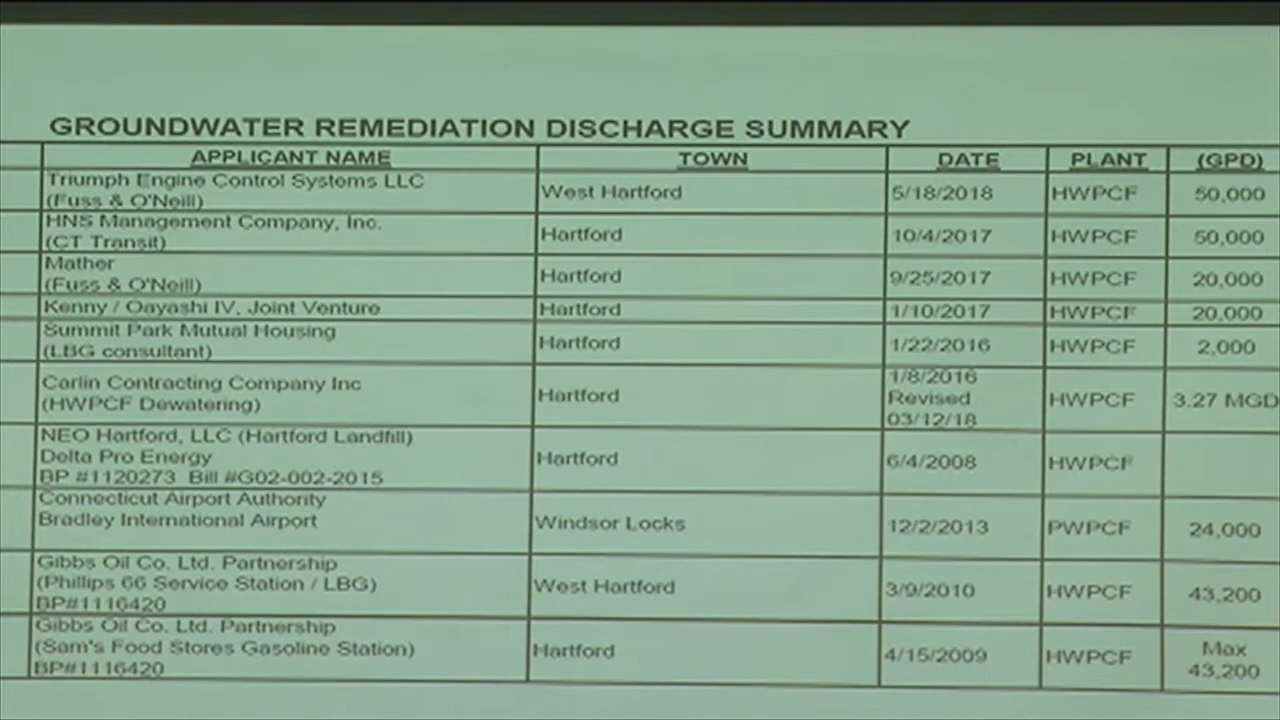 GROUNDWATER REMEDIATION DISCHARGE SUMMARY
APPLICANT NAME TOWN DATE PLANT (GPD)
Triumph Engine Control Systems LLC
(Fuss & O'Neill) West Hartford 5/18/2018 HWPCF 50,000
HNS Management Company, Inc.
(CT Transit) Hartford 10/4/2017 HWPCF 50,000
Mather
(Fuss & O'Neill) Hartford 9/25/2017 HWPCF 20,000
Kenny / Oayashi IV, Joint Venture Hartford 1/10/2017 HWPCF 20,000
Summit Park Mutual Housing
(LBG consultant) Hartford 1/22/2016 HWPCF 2,000
Carlin Contracting Company Inc
(HWPCF Dewatering) Hartford 1/8/2016
Revised
03/12/18 HWPCF 3.27 MGD
NEO Hartford, LLC (Hartford Landfill)
Delta Pro Energy
BP #1120273 Bill #G02-002-2015 Hartford 6/4/2008 HWPCF
Connecticut Airport Authority
Bradley International Airport Windsor Locks 12/2/2013 PWPCF 24,000
Gibbs Oil Co. Ltd. Partnership
(Phillips 66 Service Station / LBG)
BP#1116420 West Hartford 3/9/2010 HWPCF 43,200
Gibbs Oil Co. Ltd. Partnership
(Sam's Food Stores Gasoline Station)
BP#1116420 Hartford 4/15/2009 HWPCF Max
43,200